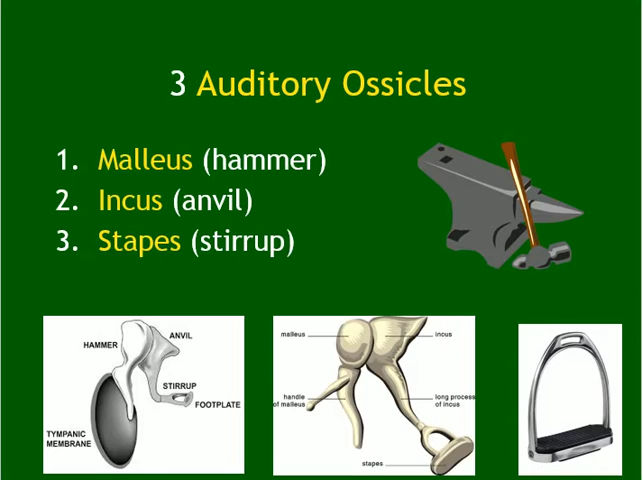 3 Auditory Ossicles
1. Malleus (hammer)
2. Incus (anvil)
3. Stapes (stirrup)
HAMMER
ANVIL
STIRRUP
FOOTPLATE
TYMPANIC
MEMBRANE
malleus
incus
handle
of malleus
long process
of incus
stapes